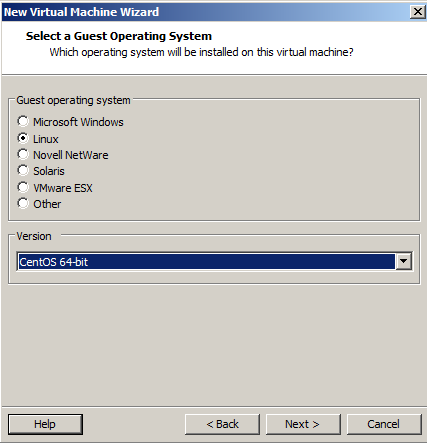 New Virtual Machine Wizard
Select a Guest Operating System
Which operating system will be installed on this virtual machine?
Guest operating system
Microsoft Windows
Linux
Novell NetWare
Solaris
VMware ESX
Other
Version
CentOS 64-bit
Help < Back Next > Cancel